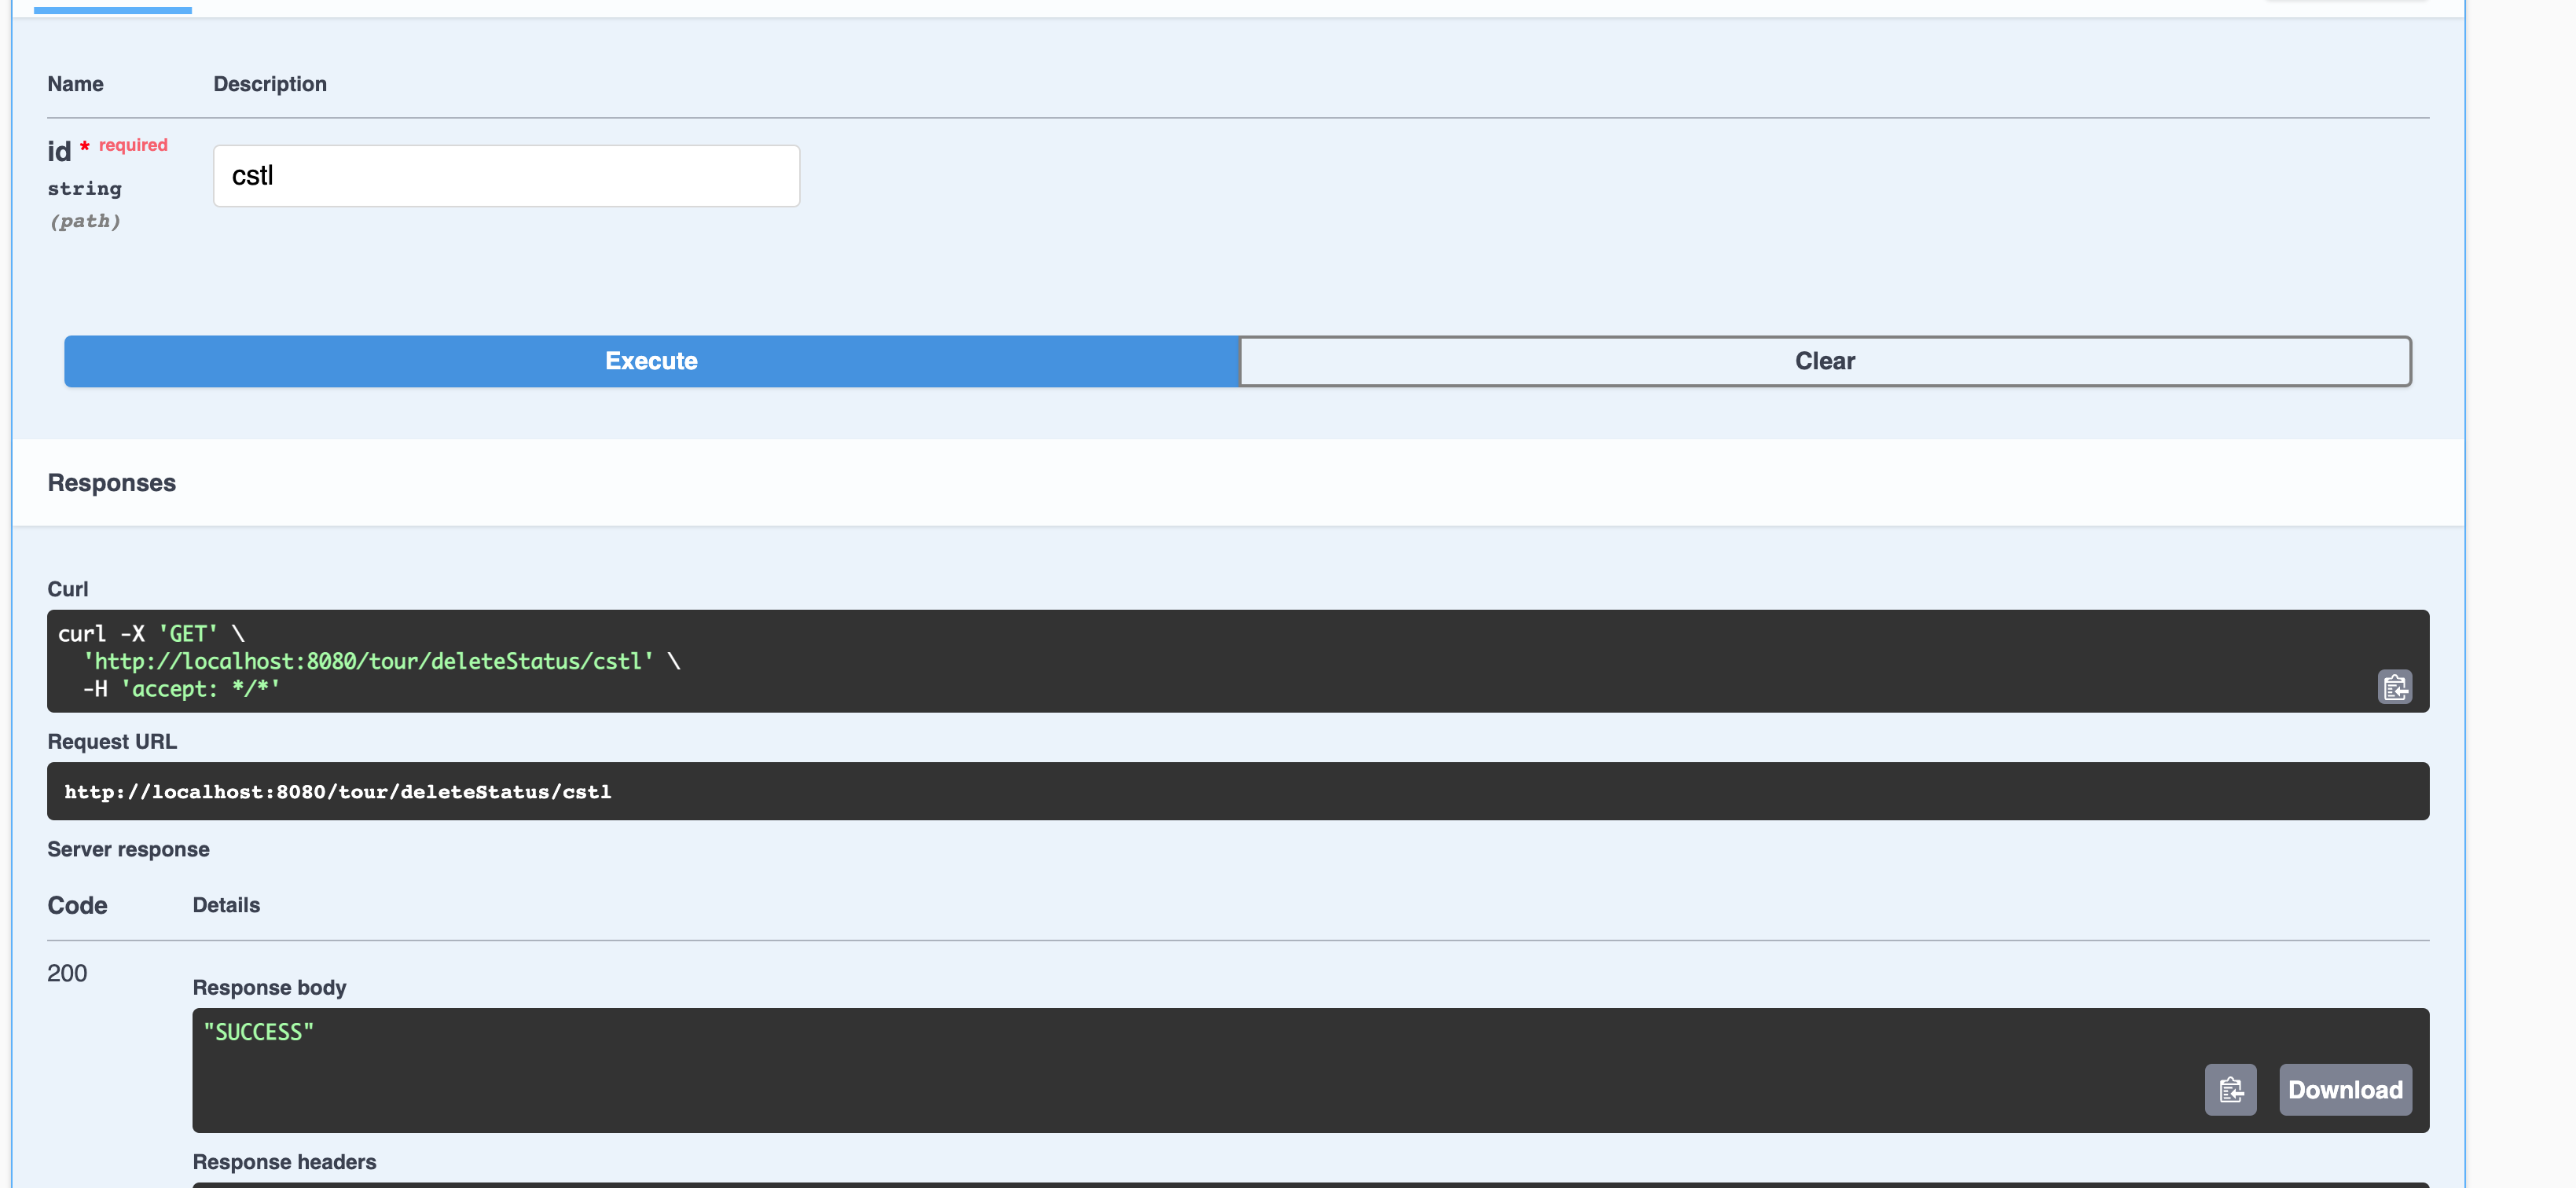 Name Description
id * required
string
(path)
cstl
Execute Clear
Responses
Curl
curl -X 'GET' \
'http://localhost:8080/tour/deleteStatus/cstl' \
-H 'accept: */*'
Request URL
http://localhost:8080/tour/deleteStatus/cstl
Server response
Code Details
200
Response body
"SUCCESS"
Download
Response headers